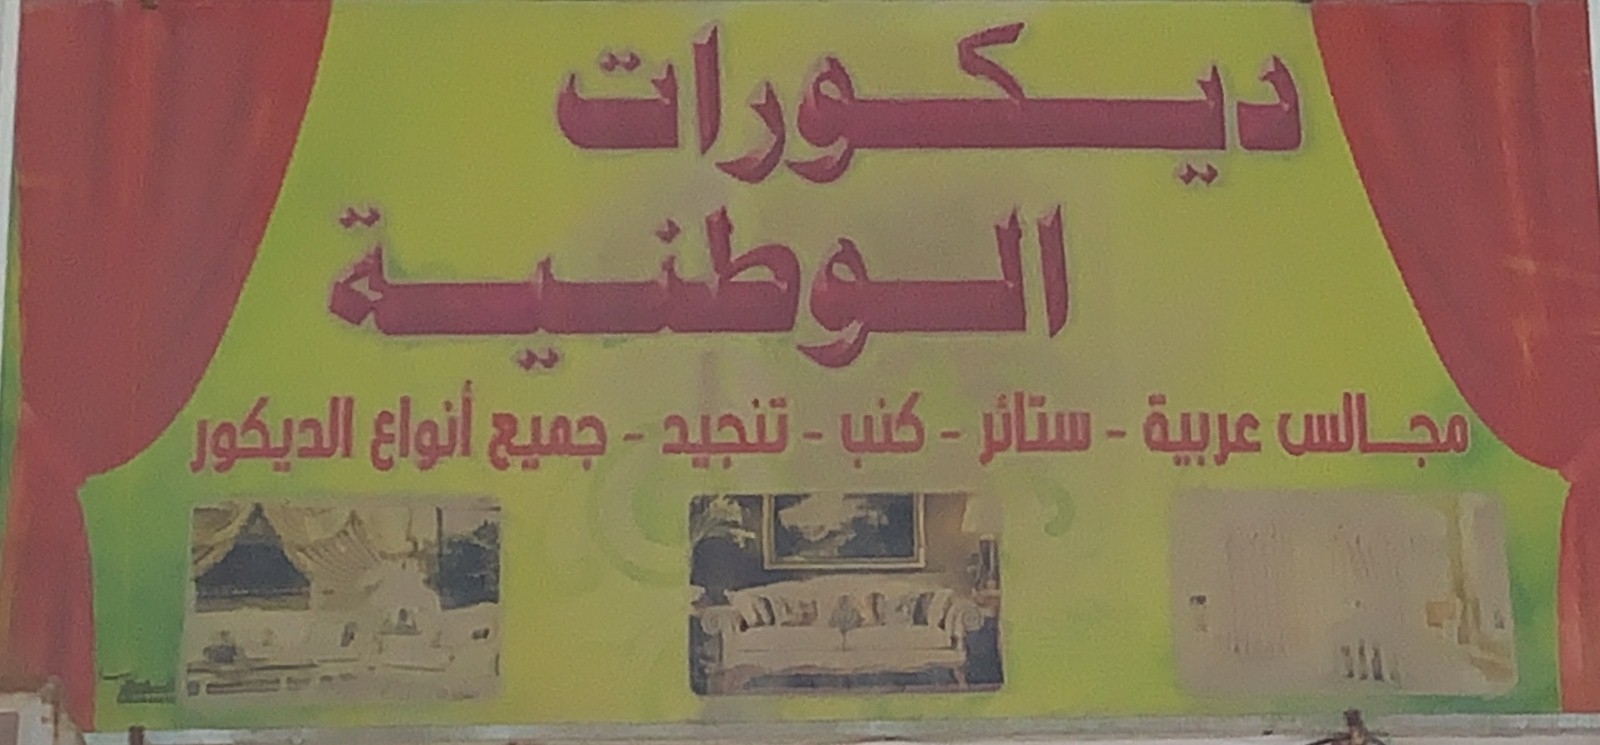 ديكورات
الوطنية
مجالس عربية - ستائر - كنب - تنجيد - جميع أنواع الديكور